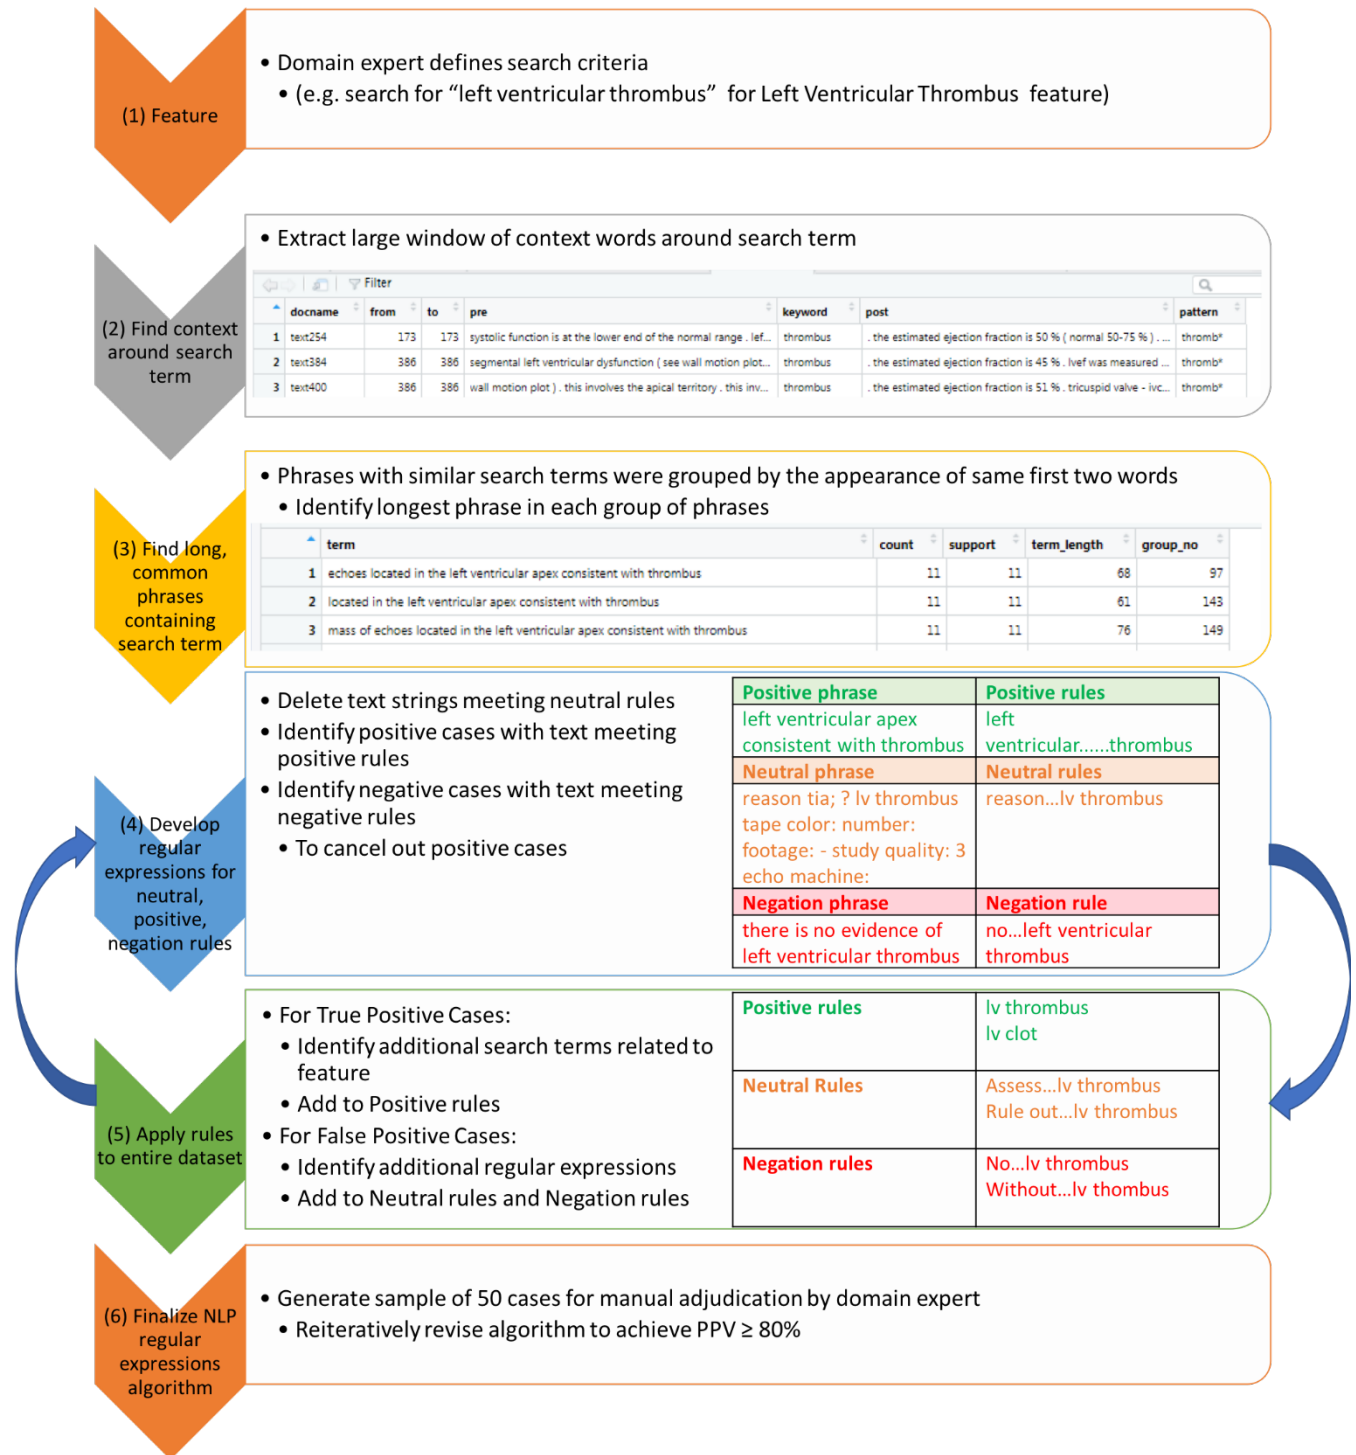 (1) Feature
• Domain expert defines search criteria
• (e.g. search for “left ventricular thrombus”  for Left Ventricular Thrombus  feature)
(2) Find context
around search
term
• Extract large window of context words around search term
Filter
docname from to pre keyword post pattern
1 text254 173 173 systolic function is at the lower end of the normal range . lef... thrombus . the estimated ejection fraction is 50 % ( normal 50-75 % ) . ... thromb*
2 text384 386 386 segmental left ventricular dysfunction ( see wall motion plot... thrombus . the estimated ejection fraction is 45 % . lvef was measured ... thromb*
3 text400 386 386 wall motion plot ) . this involves the apical territory . this inv... thrombus . the estimated ejection fraction is 51 % . tricuspid valve - ivc... thromb*
(3) Find long,
common
phrases
containing
search term
• Phrases with similar search terms were grouped by the appearance of same first two words
• Identify longest phrase in each group of phrases
term count support term_length group_no
1 echoes located in the left ventricular apex consistent with thrombus 11 11 68 97
2 located in the left ventricular apex consistent with thrombus 11 11 61 143
3 mass of echoes located in the left ventricular apex consistent with thrombus 11 11 76 149
(4) Develop
regular
expressions for
neutral,
positive,
negation rules
• Delete text strings meeting neutral rules
• Identify positive cases with text meeting
positive rules
• Identify negative cases with text meeting
negative rules
• To cancel out positive cases
Positive phrase Positive rules
left ventricular apex left
consistent with thrombus ventricular......thrombus
Neutral phrase Neutral rules
reason tia; ? lv thrombus reason...lv thrombus
tape color: number:
footage: - study quality: 3
echo machine:
Negation phrase Negation rule
there is no evidence of no...left ventricular
left ventricular thrombus thrombus
(5) Apply rules
to entire dataset
• For True Positive Cases:
• Identify additional search terms related to
feature
• Add to Positive rules
• For False Positive Cases:
• Identify additional regular expressions
• Add to Neutral rules and Negation rules
Positive rules lv thrombus
lv clot
Neutral Rules Assess...lv thrombus
Rule out...lv thrombus
Negation rules No...lv thrombus
Without...lv thombus
(6) Finalize NLP
regular
expressions
algorithm
• Generate sample of 50 cases for manual adjudication by domain expert
• Reiteratively revise algorithm to achieve PPV ≥ 80%